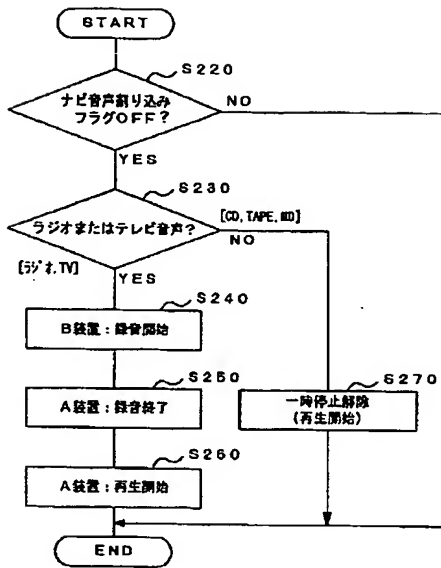 START
S220
ナビ音声割り込み
フラグOFF?
NO
YES
S230
ラジオまたはテレビ音声?
[CD,TAPE,MD]
NO
[ラジオ,TV]
YES
S240
B装置:録音開始
S250
A装置:録音終了
S270
一時停止解除
(再生開始)
S260
A装置:再生開始
END